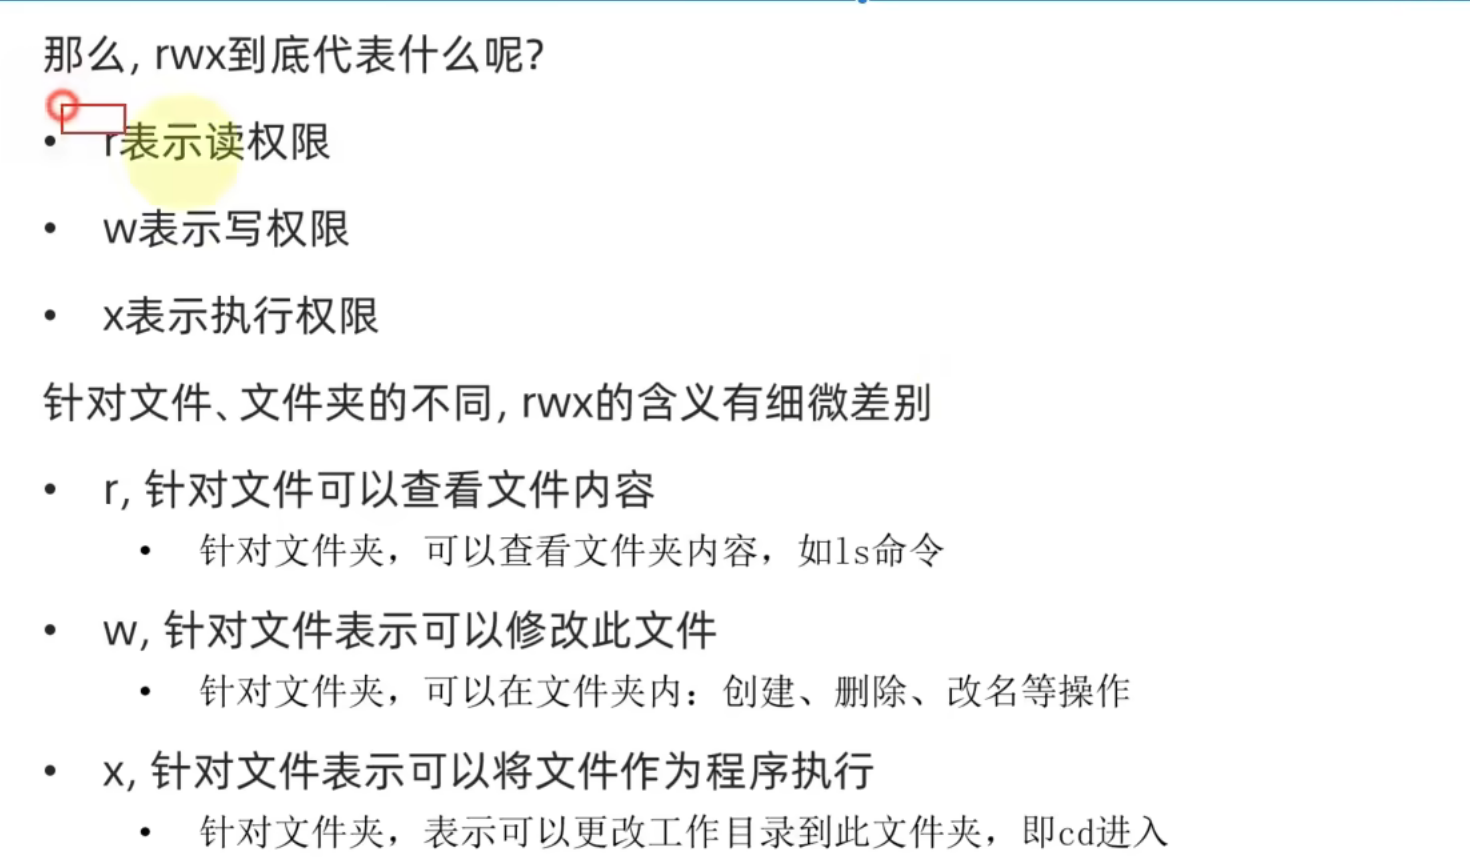 那么, rwx到底代表什么呢?
• r表示读权限
• w表示写权限
• x表示执行权限
针对文件、文件夹的不同, rwx的含义有细微差别
• r, 针对文件可以查看文件内容
• 针对文件夹，可以查看文件夹内容，如ls命令
• w, 针对文件表示可以修改此文件
• 针对文件夹，可以在文件夹内：创建、删除、改名等操作
• x, 针对文件表示可以将文件作为程序执行
• 针对文件夹，表示可以更改工作目录到此文件夹，即cd进入